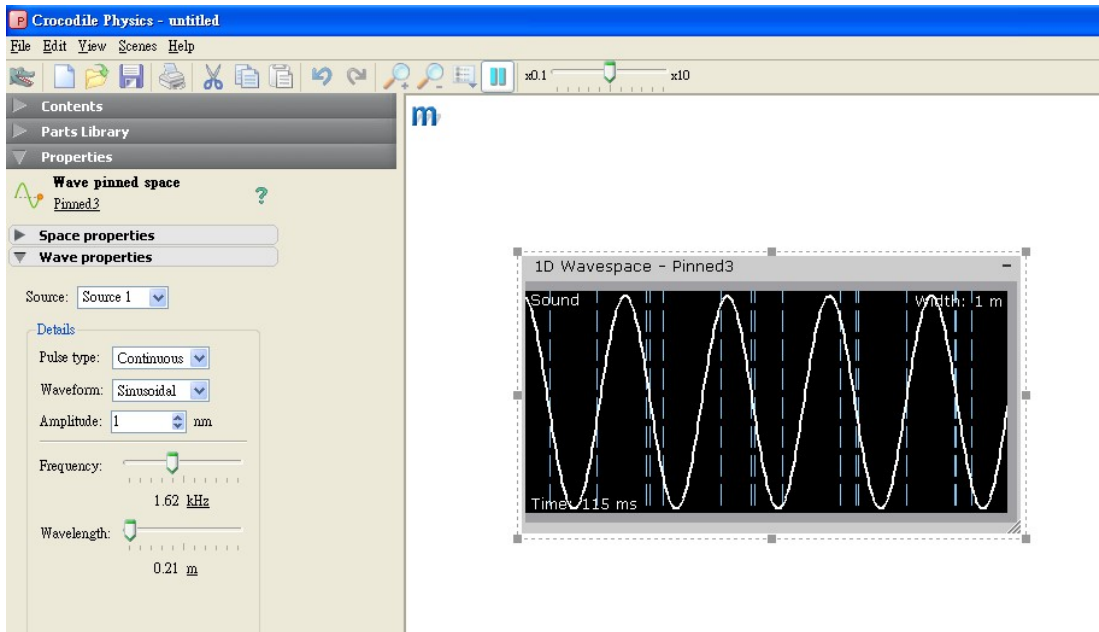 Crocodile Physics - untitled
File Edit View Scenes Help
x0.1 x10
Contents
Parts Library
Properties
Wave pinned space
Pinned3
?
Space properties
Wave properties
Source: Source 1
Details
Pulse type: Continuous
Waveform: Sinusoidal
Amplitude: 1 nm
Frequency:
1.62 kHz
Wavelength:
0.21 m
m
1D Wavespace - Pinned3
Sound Width: 1 m
Time: 115 ms